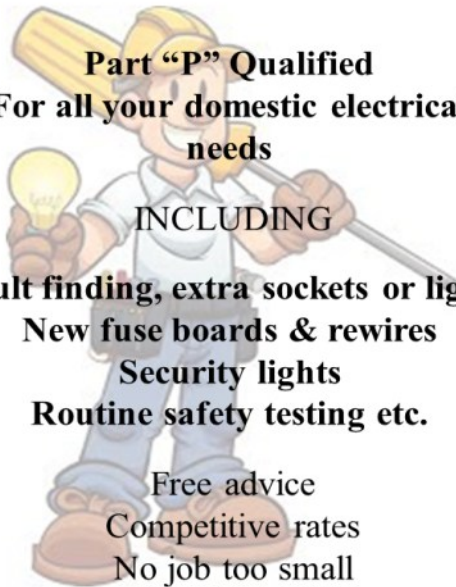 Part “P” Qualified
For all your domestic electrica
needs
INCLUDING
ult finding, extra sockets or lig
New fuse boards & rewires
Security lights
Routine safety testing etc.
Free advice
Competitive rates
No job too small